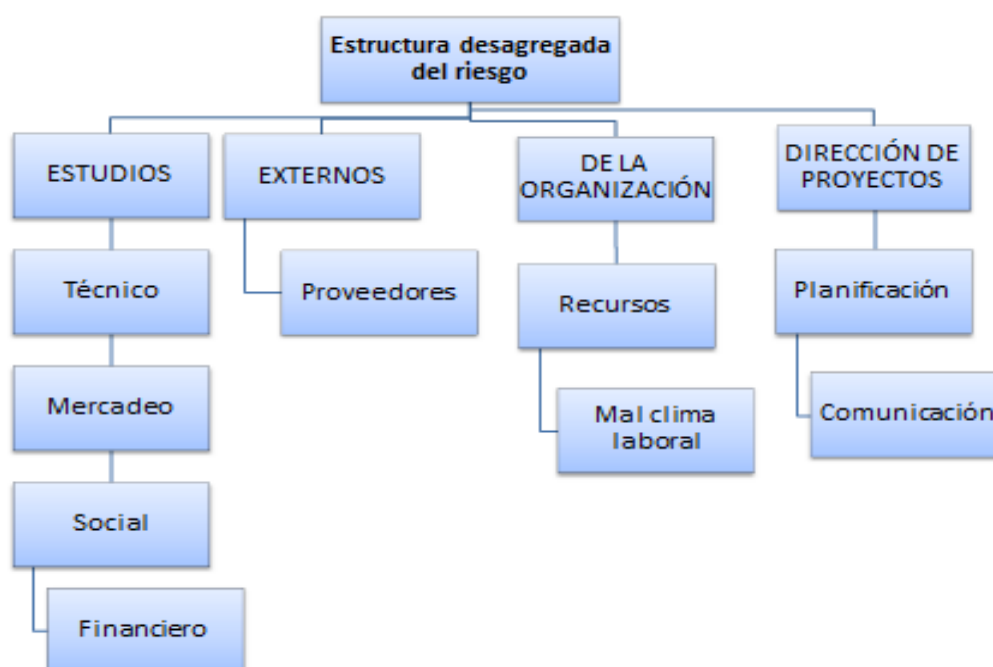 Estructura desagregada
del riesgo
ESTUDIOS
EXTERNOS
DE LA
ORGANIZACIÓN
DIRECCIÓN DE
PROYECTOS
Técnico
Proveedores
Recursos
Planificación
Mercadeo
Mal clima
laboral
Comunicación
Social
Financiero